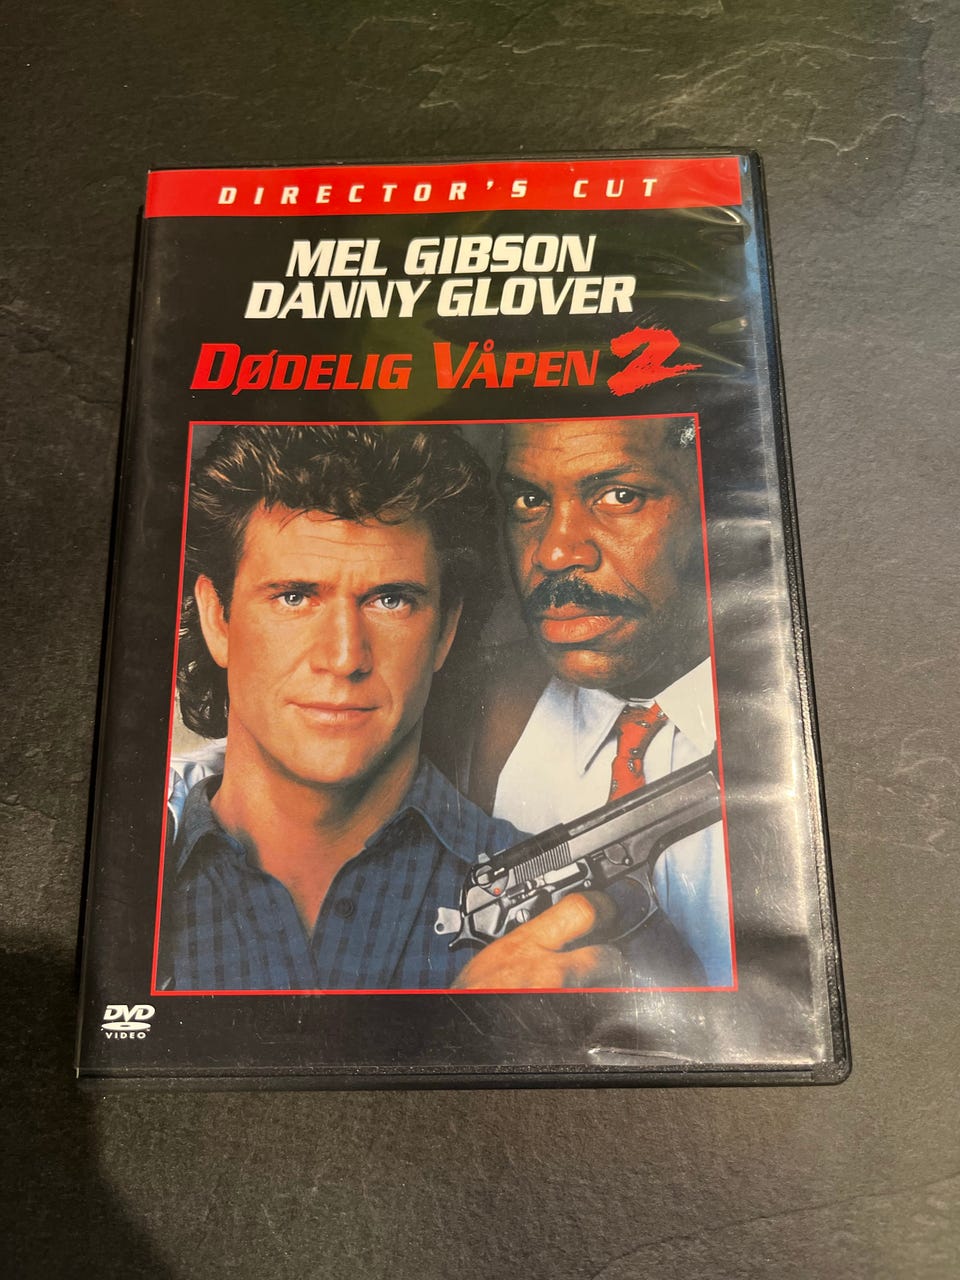 DIRECTOR'S CUT
MEL GIBSON
DANNY GLOVER
DØDELIG VÅPEN 2
DVD
VIDEO